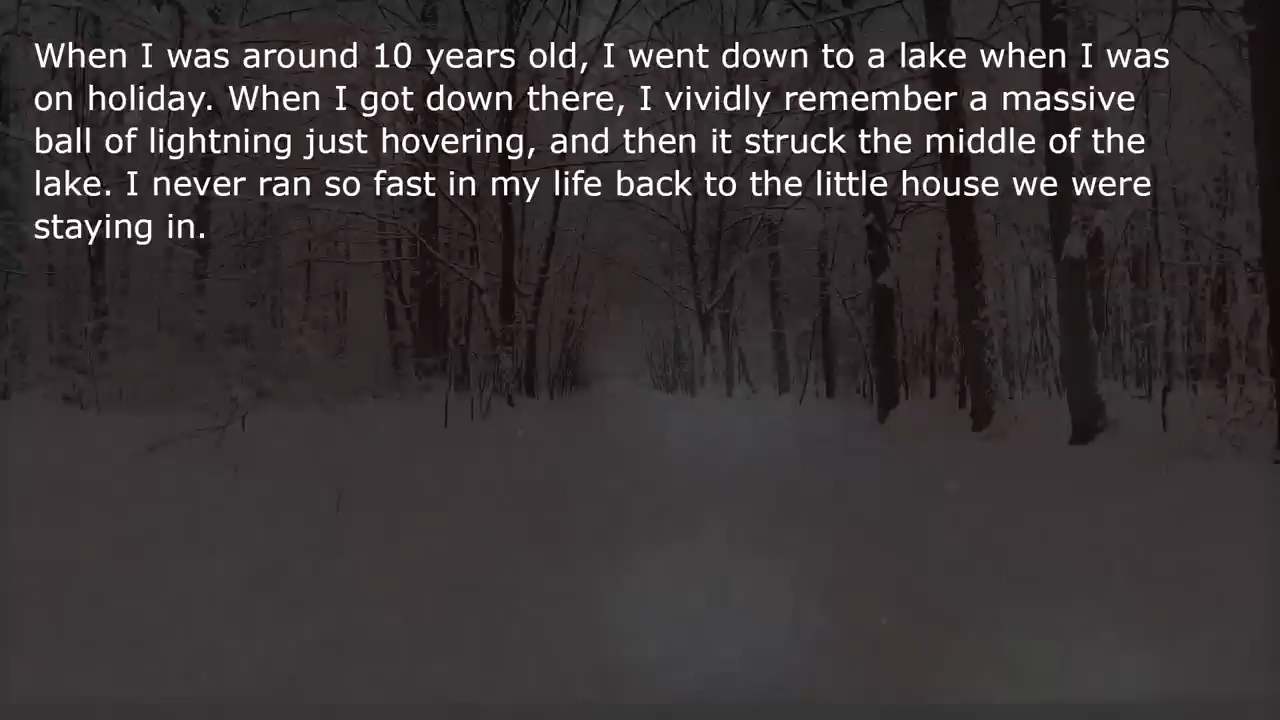 When I was around 10 years old, I went down to a lake when I was
on holiday. When I got down there, I vividly remember a massive
ball of lightning just hovering, and then it struck the middle of the
lake. I never ran so fast in my life back to the little house we were
staying in.